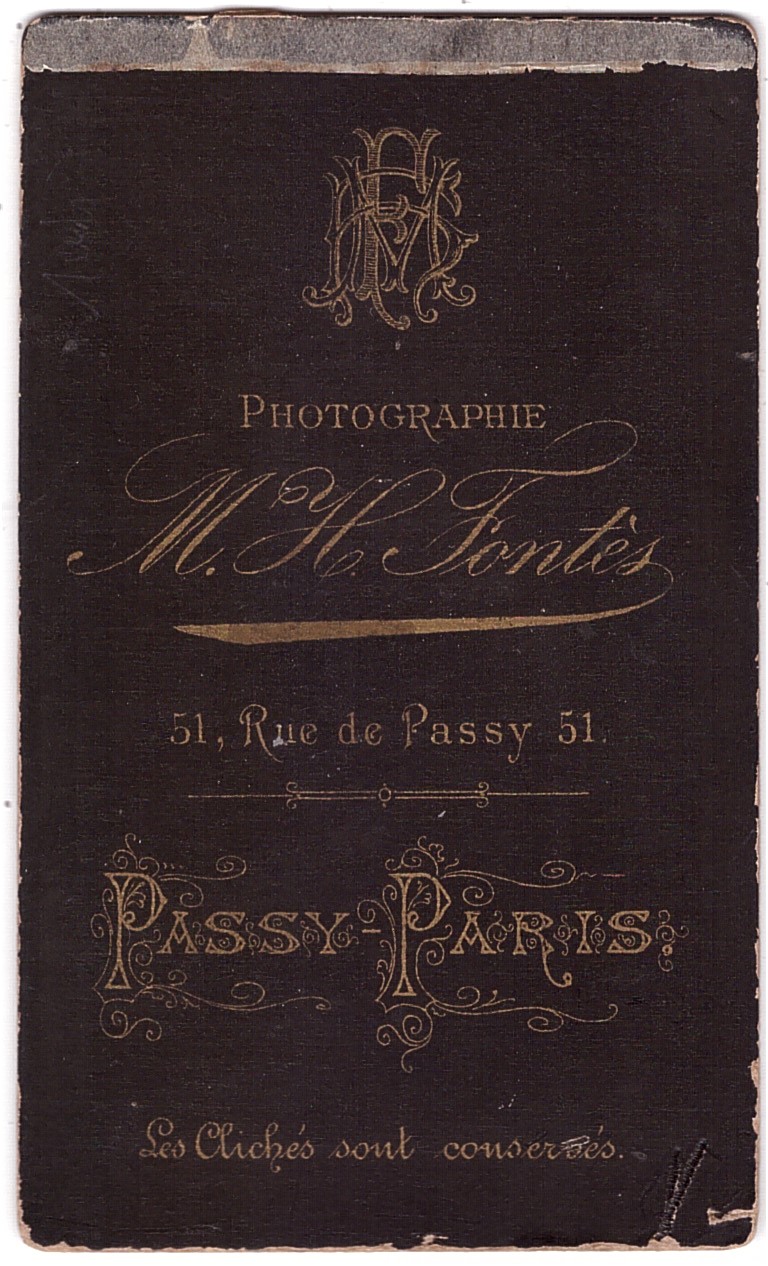 PHOTOGRAPHIE
M. H. Fontès
51, Rue de Passy 51.
PASSY-PARIS.
Les Clichés sont conservés.